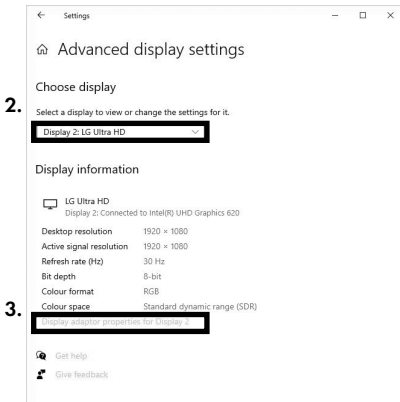 Settings
Advanced display settings
Choose display
2.
Select a display to view or change the settings for it.
Display 2: LG Ultra HD
Display information
LG Ultra HD
Display 2: Connected to Intel(R) UHD Graphics 620
Desktop resolution 1920 × 1080
Active signal resolution 1920 × 1080
Refresh rate (Hz) 30 Hz
Bit depth 8-bit
Colour format RGB
3.
Colour space Standard dynamic range (SDR)
Display adaptor properties for Display 2
Get help
Give feedback